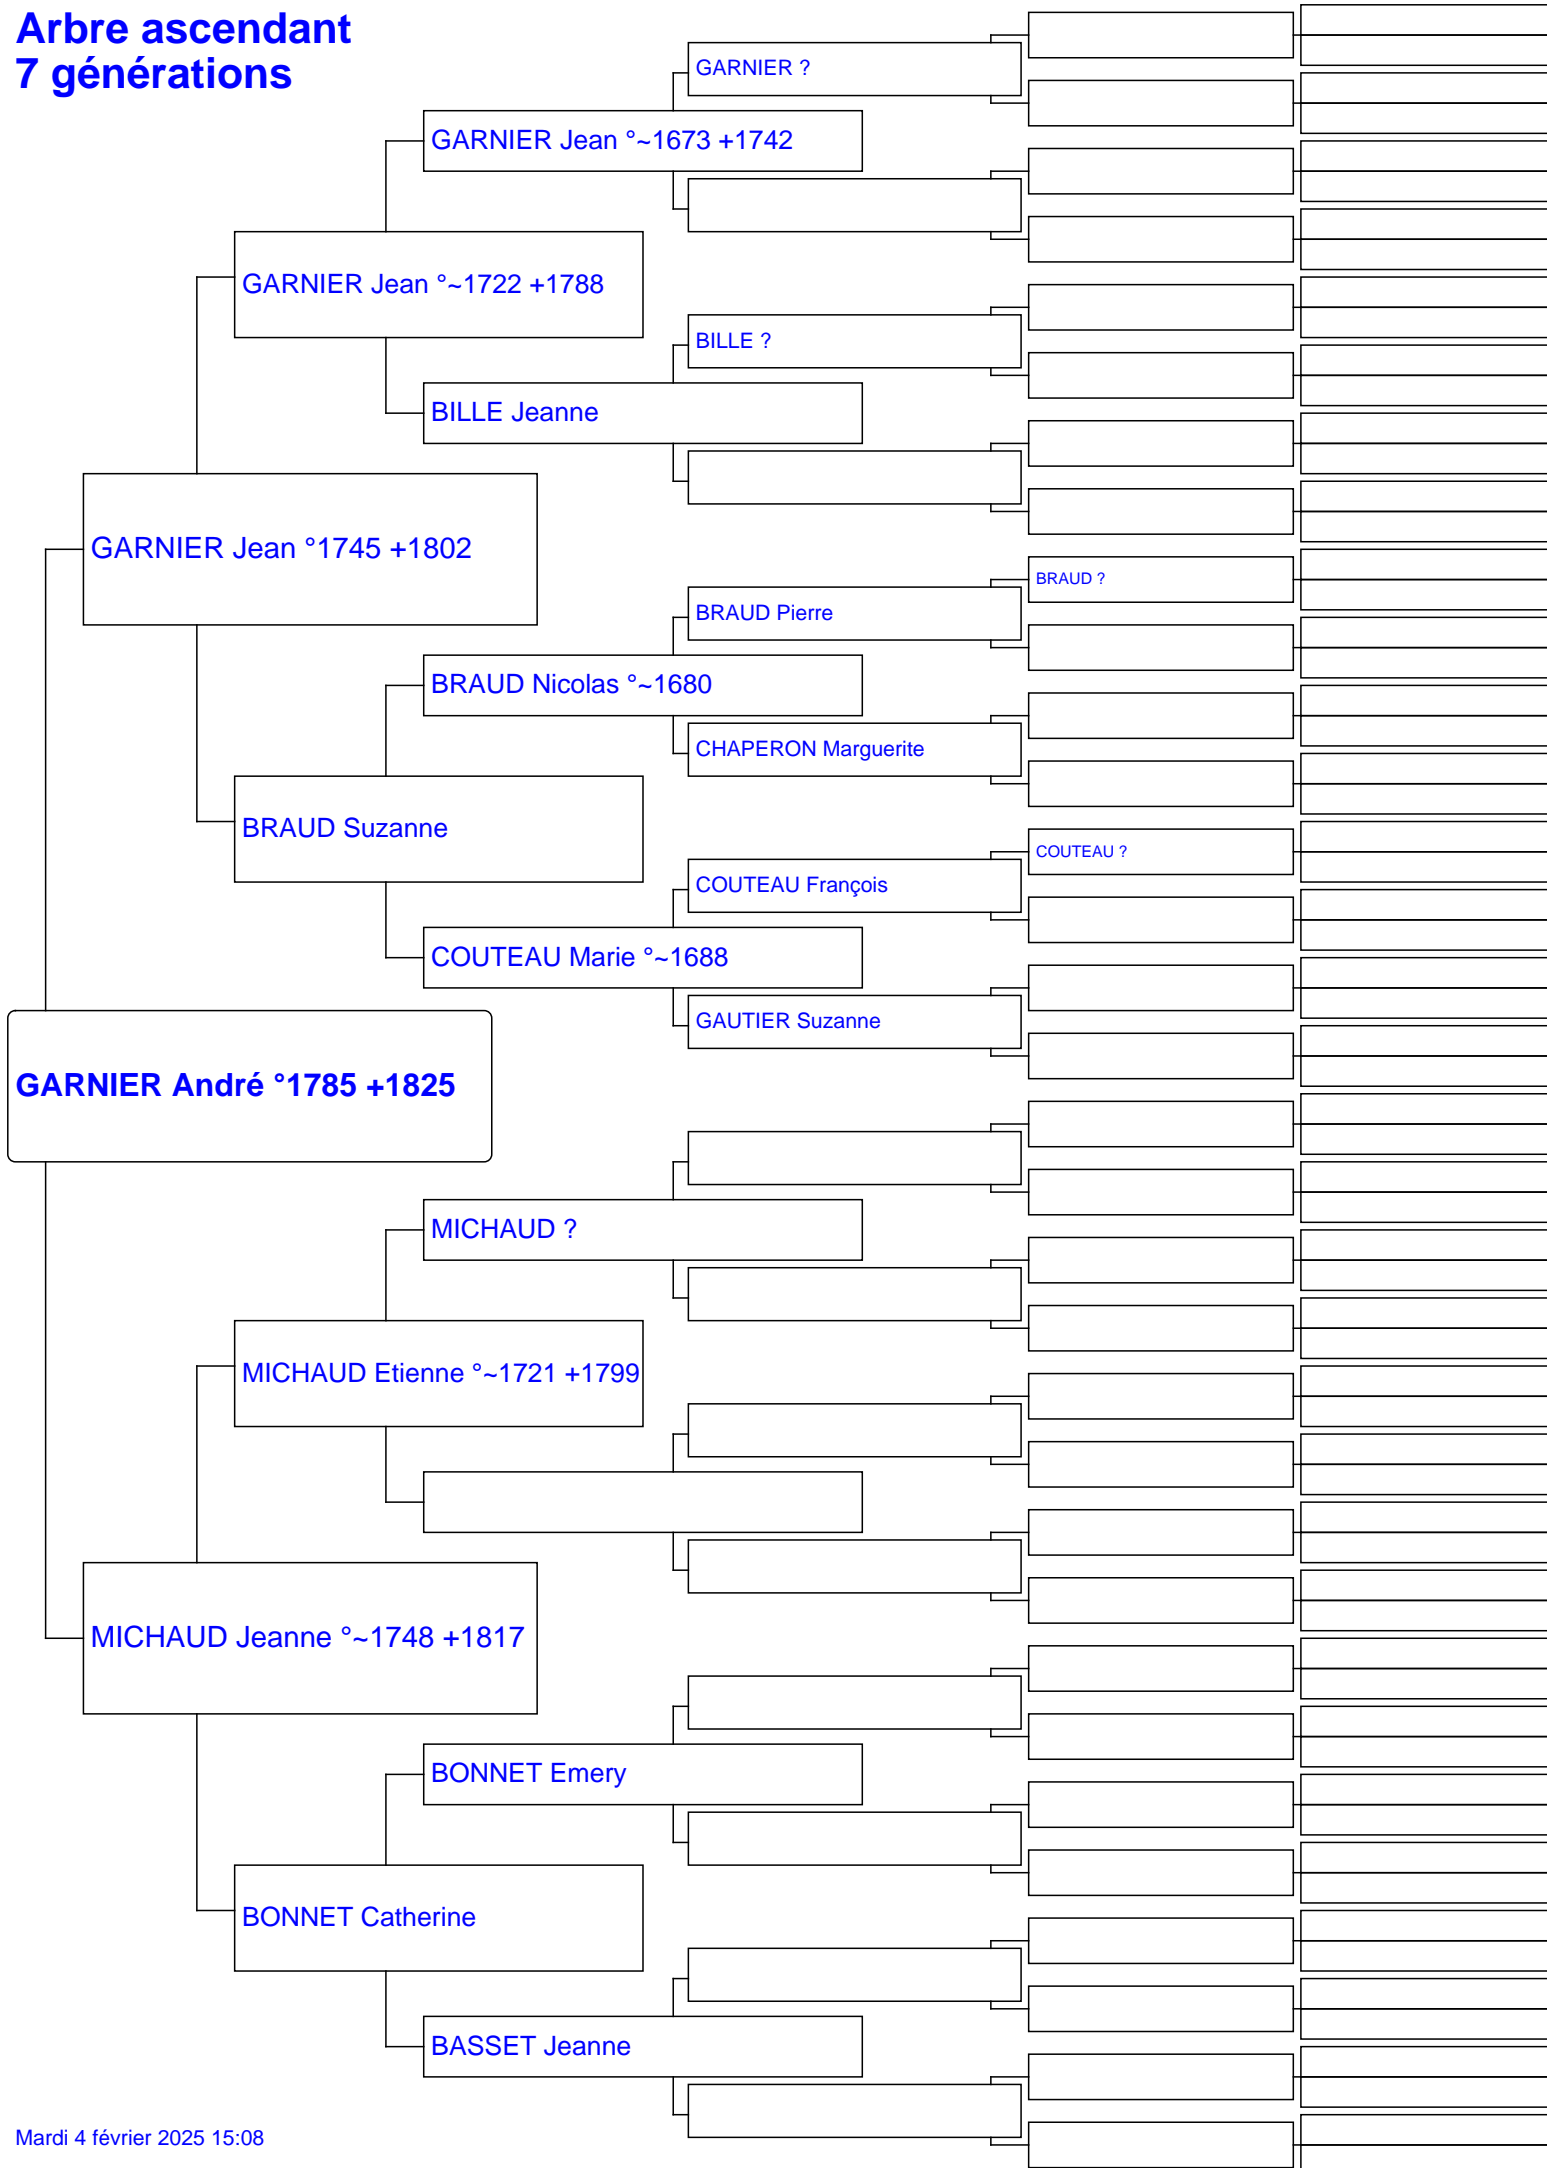 Arbre ascendant
7 générations
GARNIER ?
GARNIER Jean °~1673 +1742
GARNIER Jean °~1722 +1788
BILLE ?
BILLE Jeanne
GARNIER Jean °1745 +1802
BRAUD ?
BRAUD Pierre
BRAUD Nicolas °~1680
CHAPERON Marguerite
BRAUD Suzanne
COUTEAU ?
COUTEAU François
COUTEAU Marie °~1688
GAUTIER Suzanne
GARNIER André °1785 +1825
MICHAUD ?
MICHAUD Etienne °~1721 +1799
MICHAUD Jeanne °~1748 +1817
BONNET Emery
BONNET Catherine
BASSET Jeanne
Mardi 4 février 2025 15:08